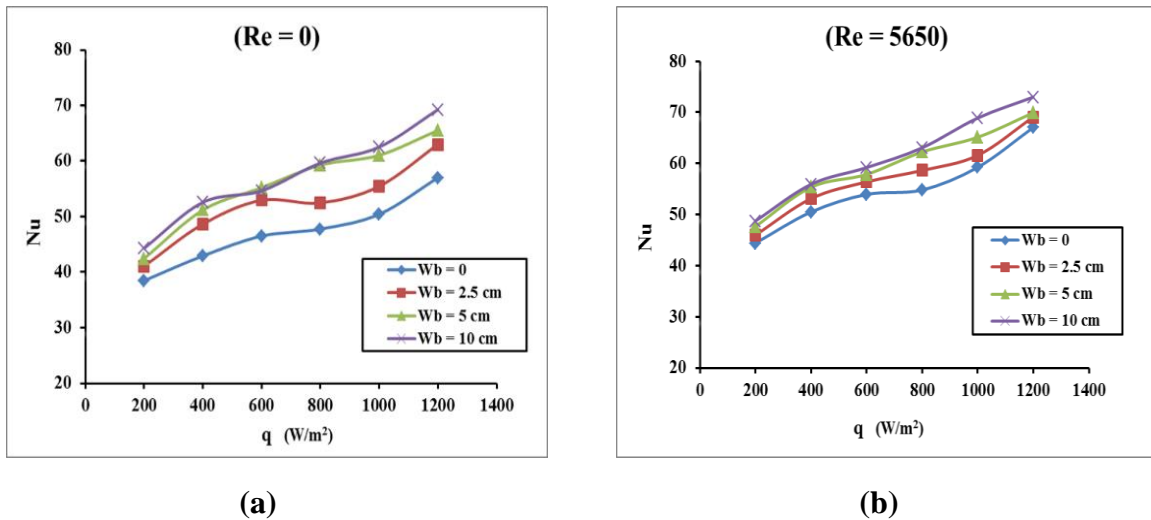 (Re = 0)
80
70
60
50
40
30
20
Nu
0
200
400
600
800
1000
1200
1400
q (W/m²)
Wb = 0
Wb = 2.5 cm
Wb = 5 cm
Wb = 10 cm
(a)
(Re = 5650)
80
70
60
50
40
30
20
Nu
0
200
400
600
800
1000
1200
1400
q (W/m²)
Wb = 0
Wb = 2.5 cm
Wb = 5 cm
Wb = 10 cm
(b)